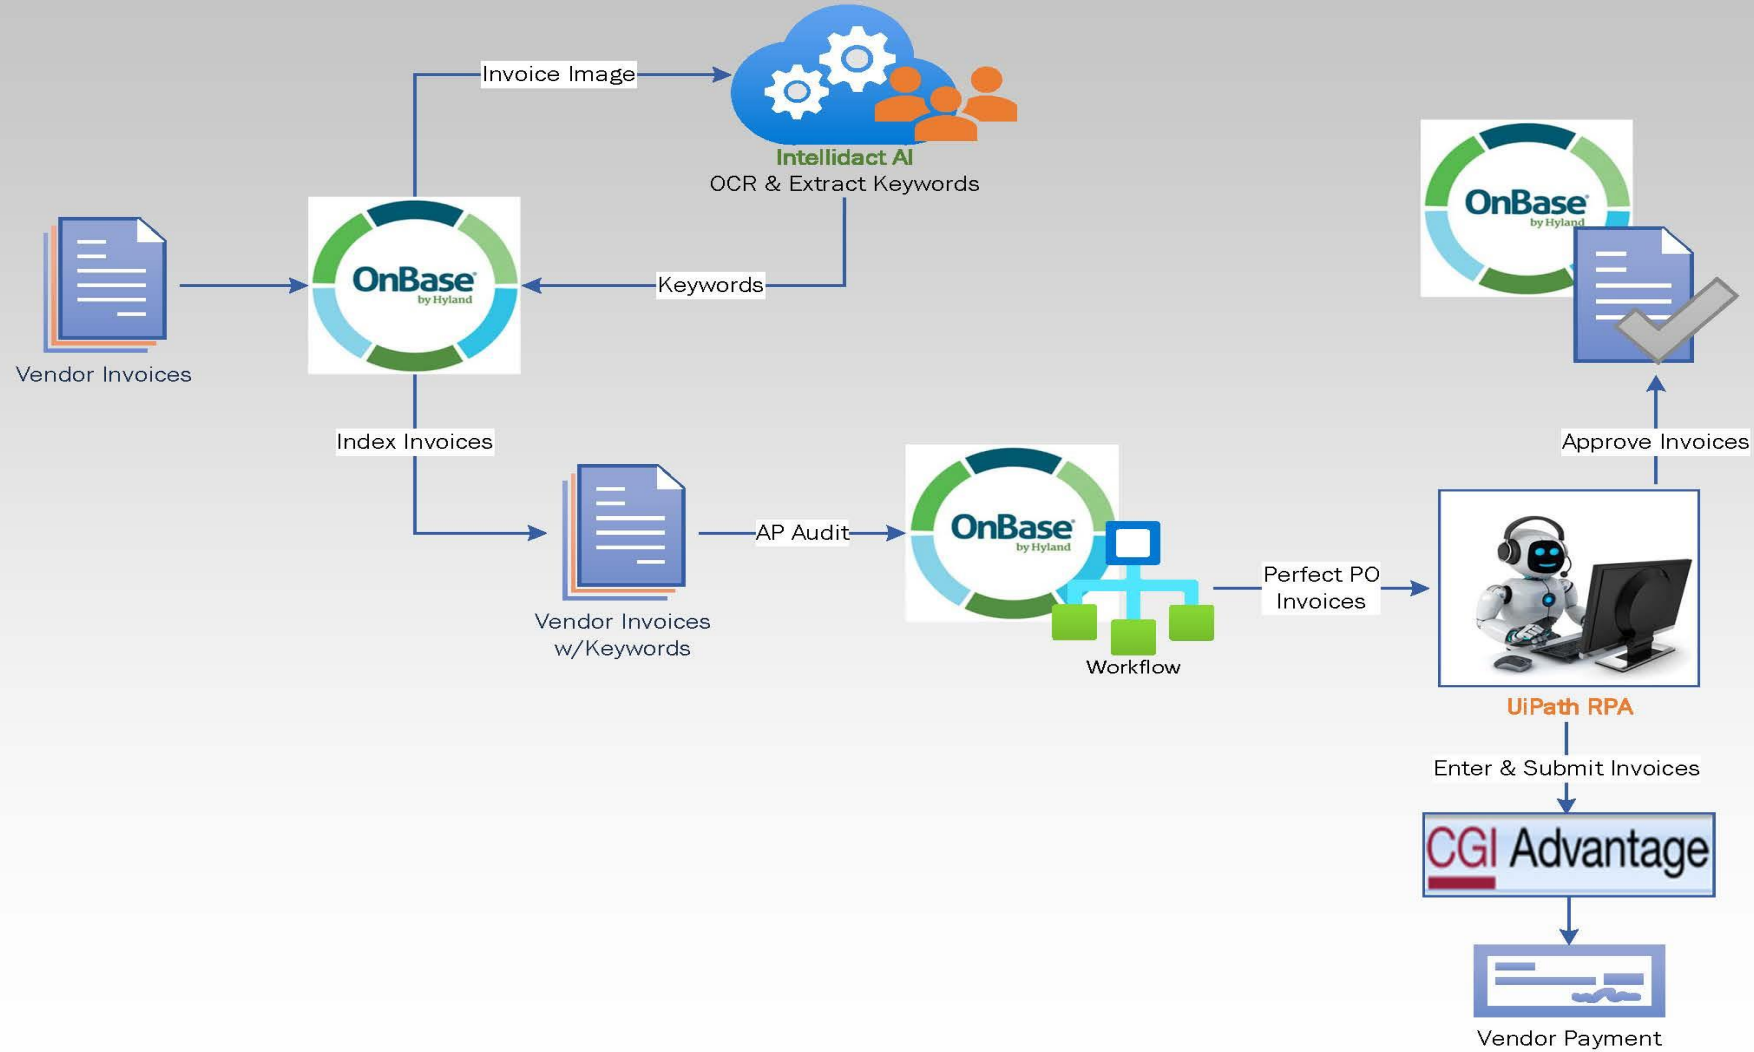 Invoice Image
Intellidact AI
OCR & Extract Keywords
OnBase®
by Hyland
Keywords
Vendor Invoices
Index Invoices
Vendor Invoices
w/Keywords
AP Audit
OnBase®
by Hyland
Workflow
Perfect PO
Invoices
OnBase®
by Hyland
Approve Invoices
UiPath RPA
Enter & Submit Invoices
CGI Advantage
Vendor Payment